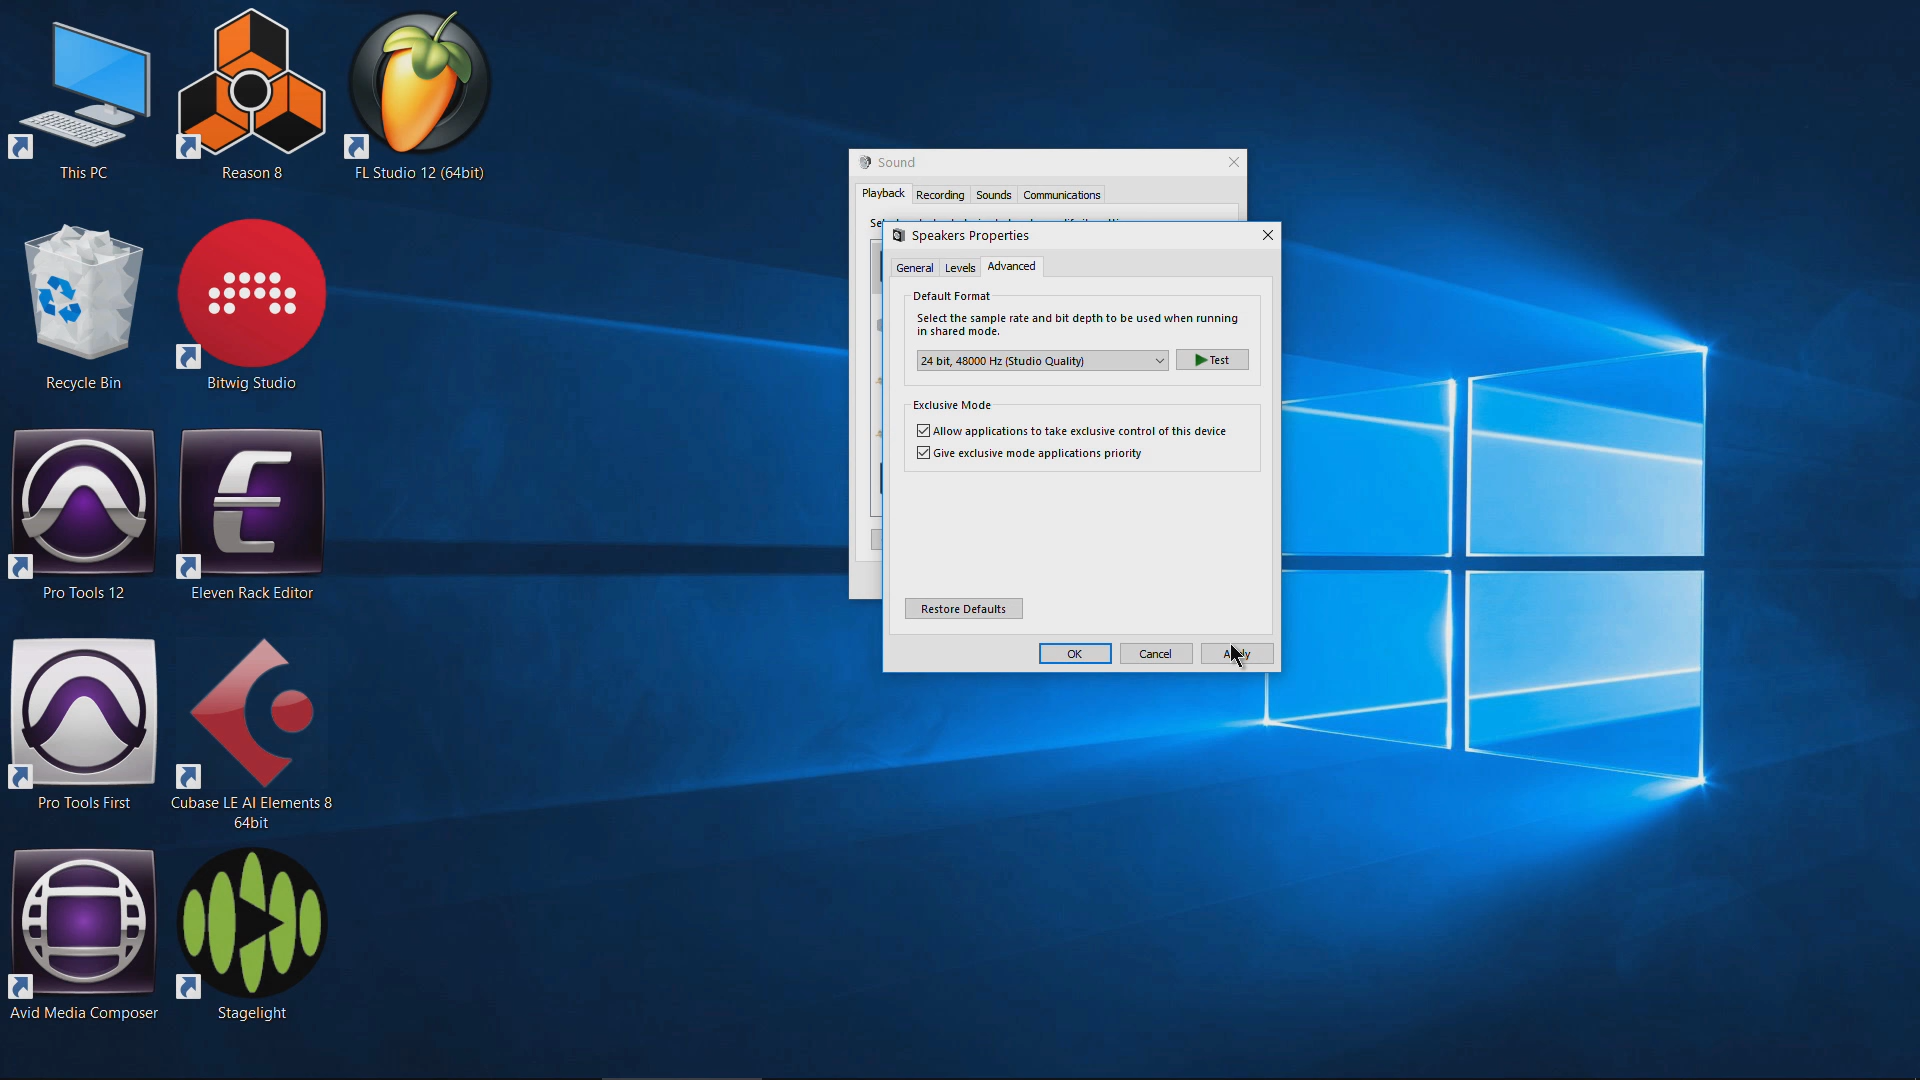 This PC
Reason 8
FL Studio 12 (64bit)
Recycle Bin
Bitwig Studio
Pro Tools 12
Eleven Rack Editor
Pro Tools First
Cubase LE AI Elements 8
64bit
Avid Media Composer
Stagelight
Sound
Playback
Recording
Sounds
Communications
Speakers Properties
General
Levels
Advanced
Default Format
Select the sample rate and bit depth to be used when running
in shared mode.
24 bit, 48000 Hz (Studio Quality)
Test
Exclusive Mode
Allow applications to take exclusive control of this device
Give exclusive mode applications priority
Restore Defaults
OK
Cancel
Apply